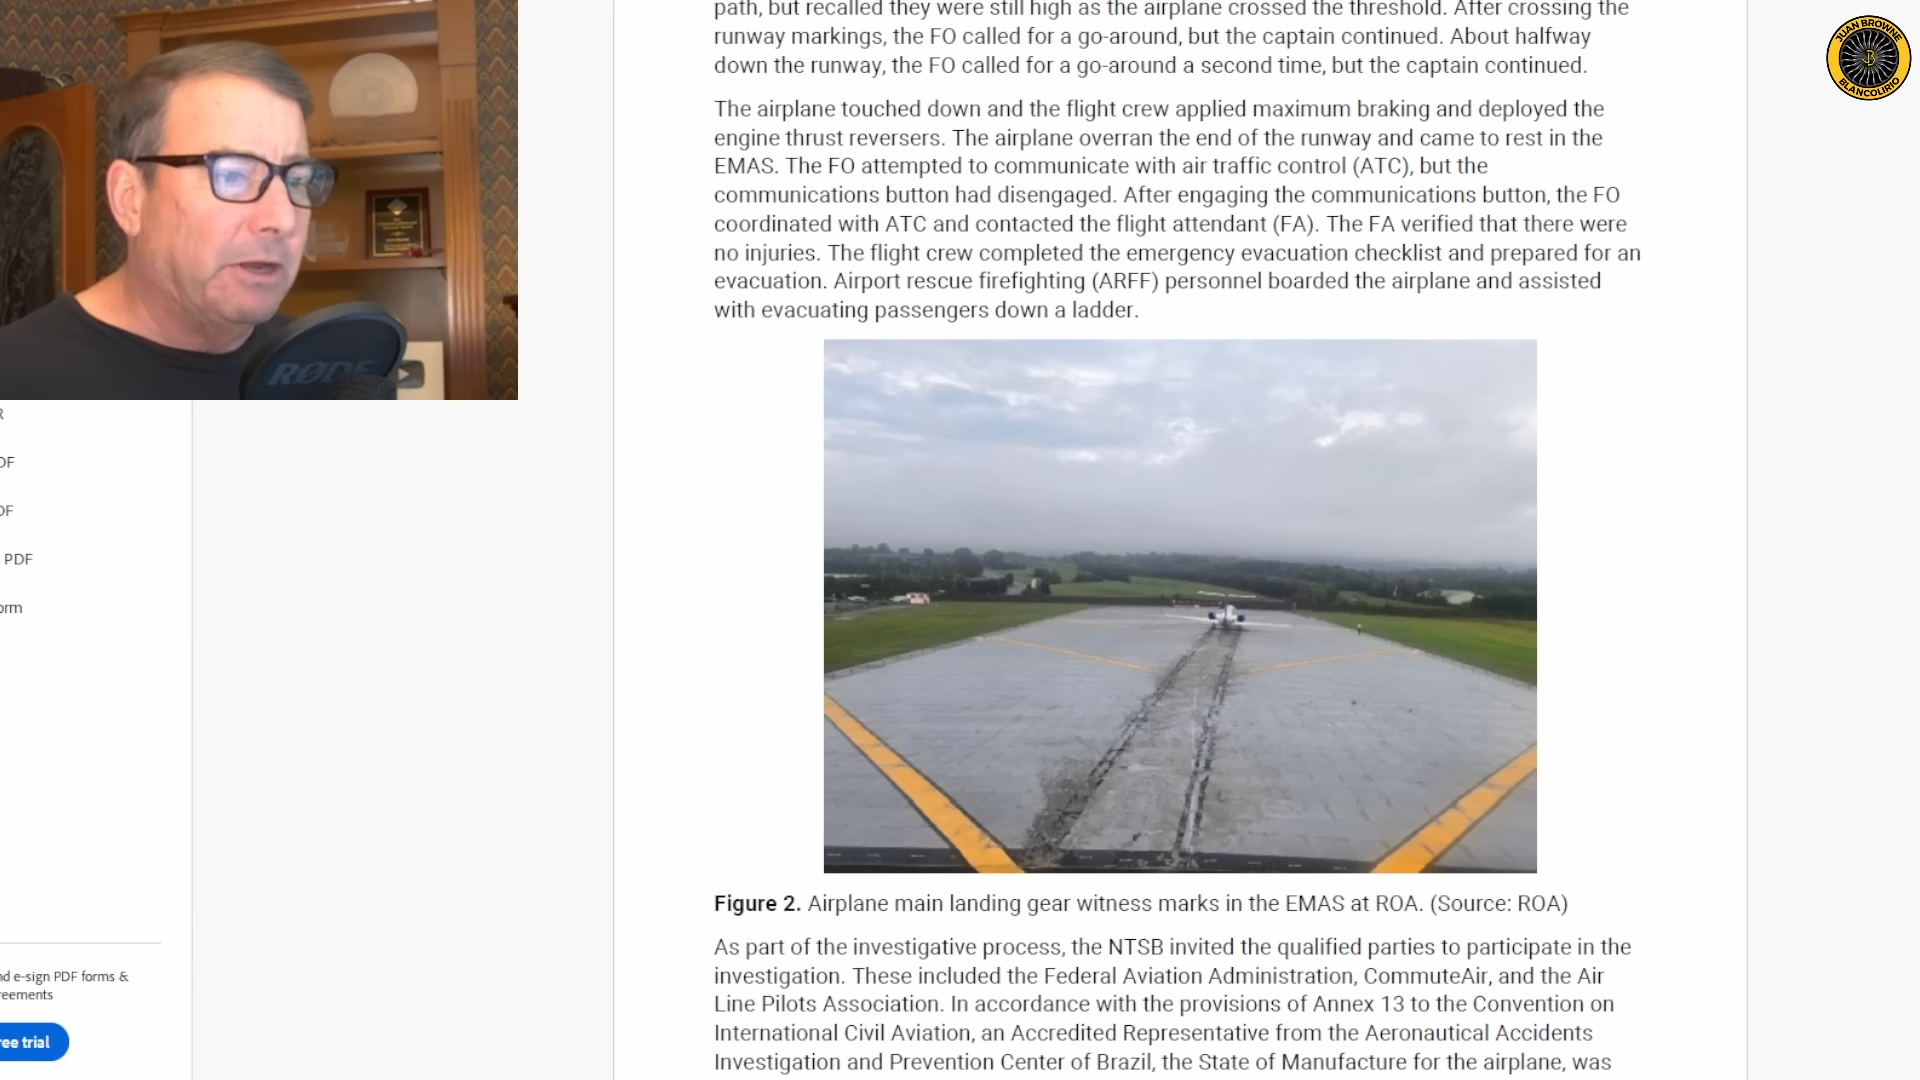 path, but recalled they were still high as the airplane crossed the threshold. After crossing the
runway markings, the FO called for a go-around, but the captain continued. About halfway
down the runway, the FO called for a go-around a second time, but the captain continued.
The airplane touched down and the flight crew applied maximum braking and deployed the
engine thrust reversers. The airplane overran the end of the runway and came to rest in the
EMAS. The FO attempted to communicate with air traffic control (ATC), but the
communications button had disengaged. After engaging the communications button, the FO
coordinated with ATC and contacted the flight attendant (FA). The FA verified that there were
no injuries. The flight crew completed the emergency evacuation checklist and prepared for an
evacuation. Airport rescue firefighting (ARFF) personnel boarded the airplane and assisted
with evacuating passengers down a ladder.
Figure 2. Airplane main landing gear witness marks in the EMAS at ROA. (Source: ROA)
As part of the investigative process, the NTSB invited the qualified parties to participate in the
investigation. These included the Federal Aviation Administration, CommuteAir, and the Air
Line Pilots Association. In accordance with the provisions of Annex 13 to the Convention on
International Civil Aviation, an Accredited Representative from the Aeronautical Accidents
Investigation and Prevention Center of Brazil, the State of Manufacture for the airplane, was
JUAN BROWNE
B
BLANCOLIRIO
RØDE
R
DF
DF
PDF
orm
nd e-sign PDF forms &
reements
ree trial